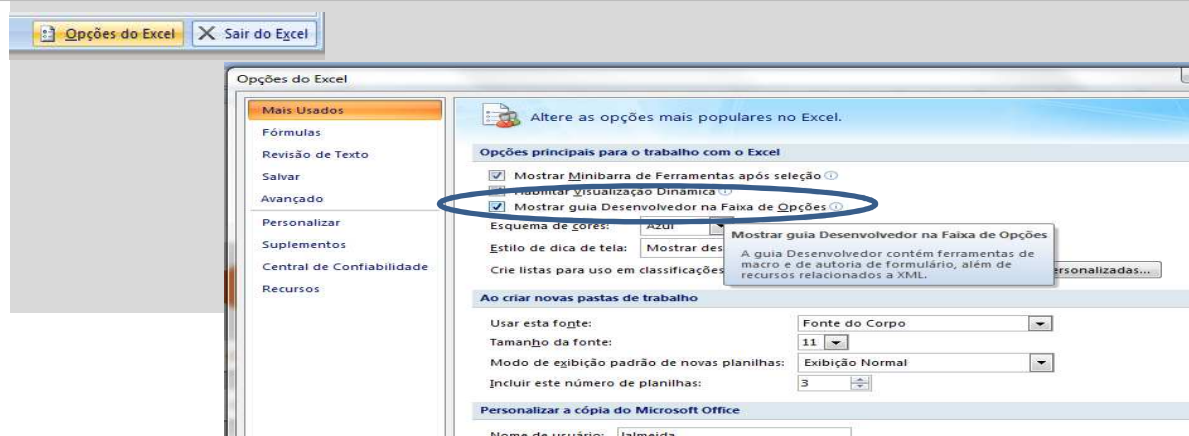 Opções do Excel Sair do Excel
Opções do Excel
Mais Usados
Fórmulas
Revisão de Texto
Salvar
Avançado
Personalizar
Suplementos
Central de Confiabilidade
Recursos
Altere as opções mais populares no Excel.
Opções principais para o trabalho com o Excel
Mostrar Minibarra de Ferramentas após seleção
Habilitar Visualização Dinâmica
Mostrar guia Desenvolvedor na Faixa de Opções
Esquema de cores: Azul
Estilo de dica de tela: Mostrar des
Crie listas para uso em classificações ersonalizadas...
Mostrar guia Desenvolvedor na Faixa de Opções
A guia Desenvolvedor contém ferramentas de
macro e de autoria de formulário, além de
recursos relacionados a XML.
Ao criar novas pastas de trabalho
Usar esta fonte: Fonte do Corpo
Tamanho da fonte: 11
Modo de exibição padrão de novas planilhas: Exibição Normal
Incluir este número de planilhas: 3
Personalizar a cópia do Microsoft Office
Nome de usuário: